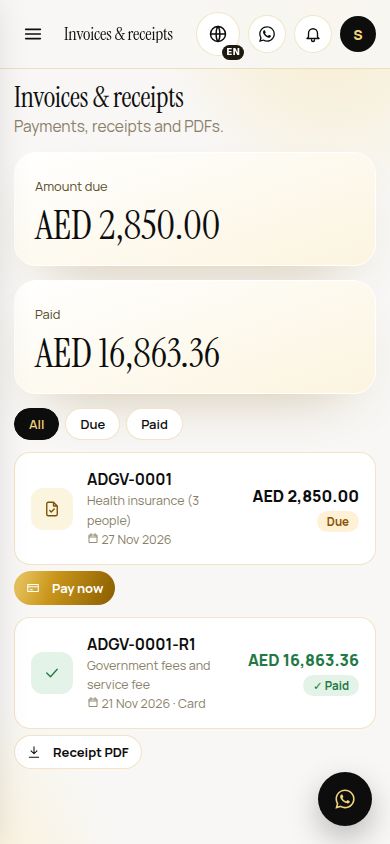 Invoices & receipts
EN
S
Invoices & receipts
Payments, receipts and PDFs.
Amount due
AED 2,850.00
Paid
AED 16,863.36
All
Due
Paid
ADGV-0001
Health insurance (3
people)
27 Nov 2026
AED 2,850.00
Due
Pay now
ADGV-0001-R1
Government fees and
service fee
21 Nov 2026 · Card
AED 16,863.36
✓ Paid
Receipt PDF